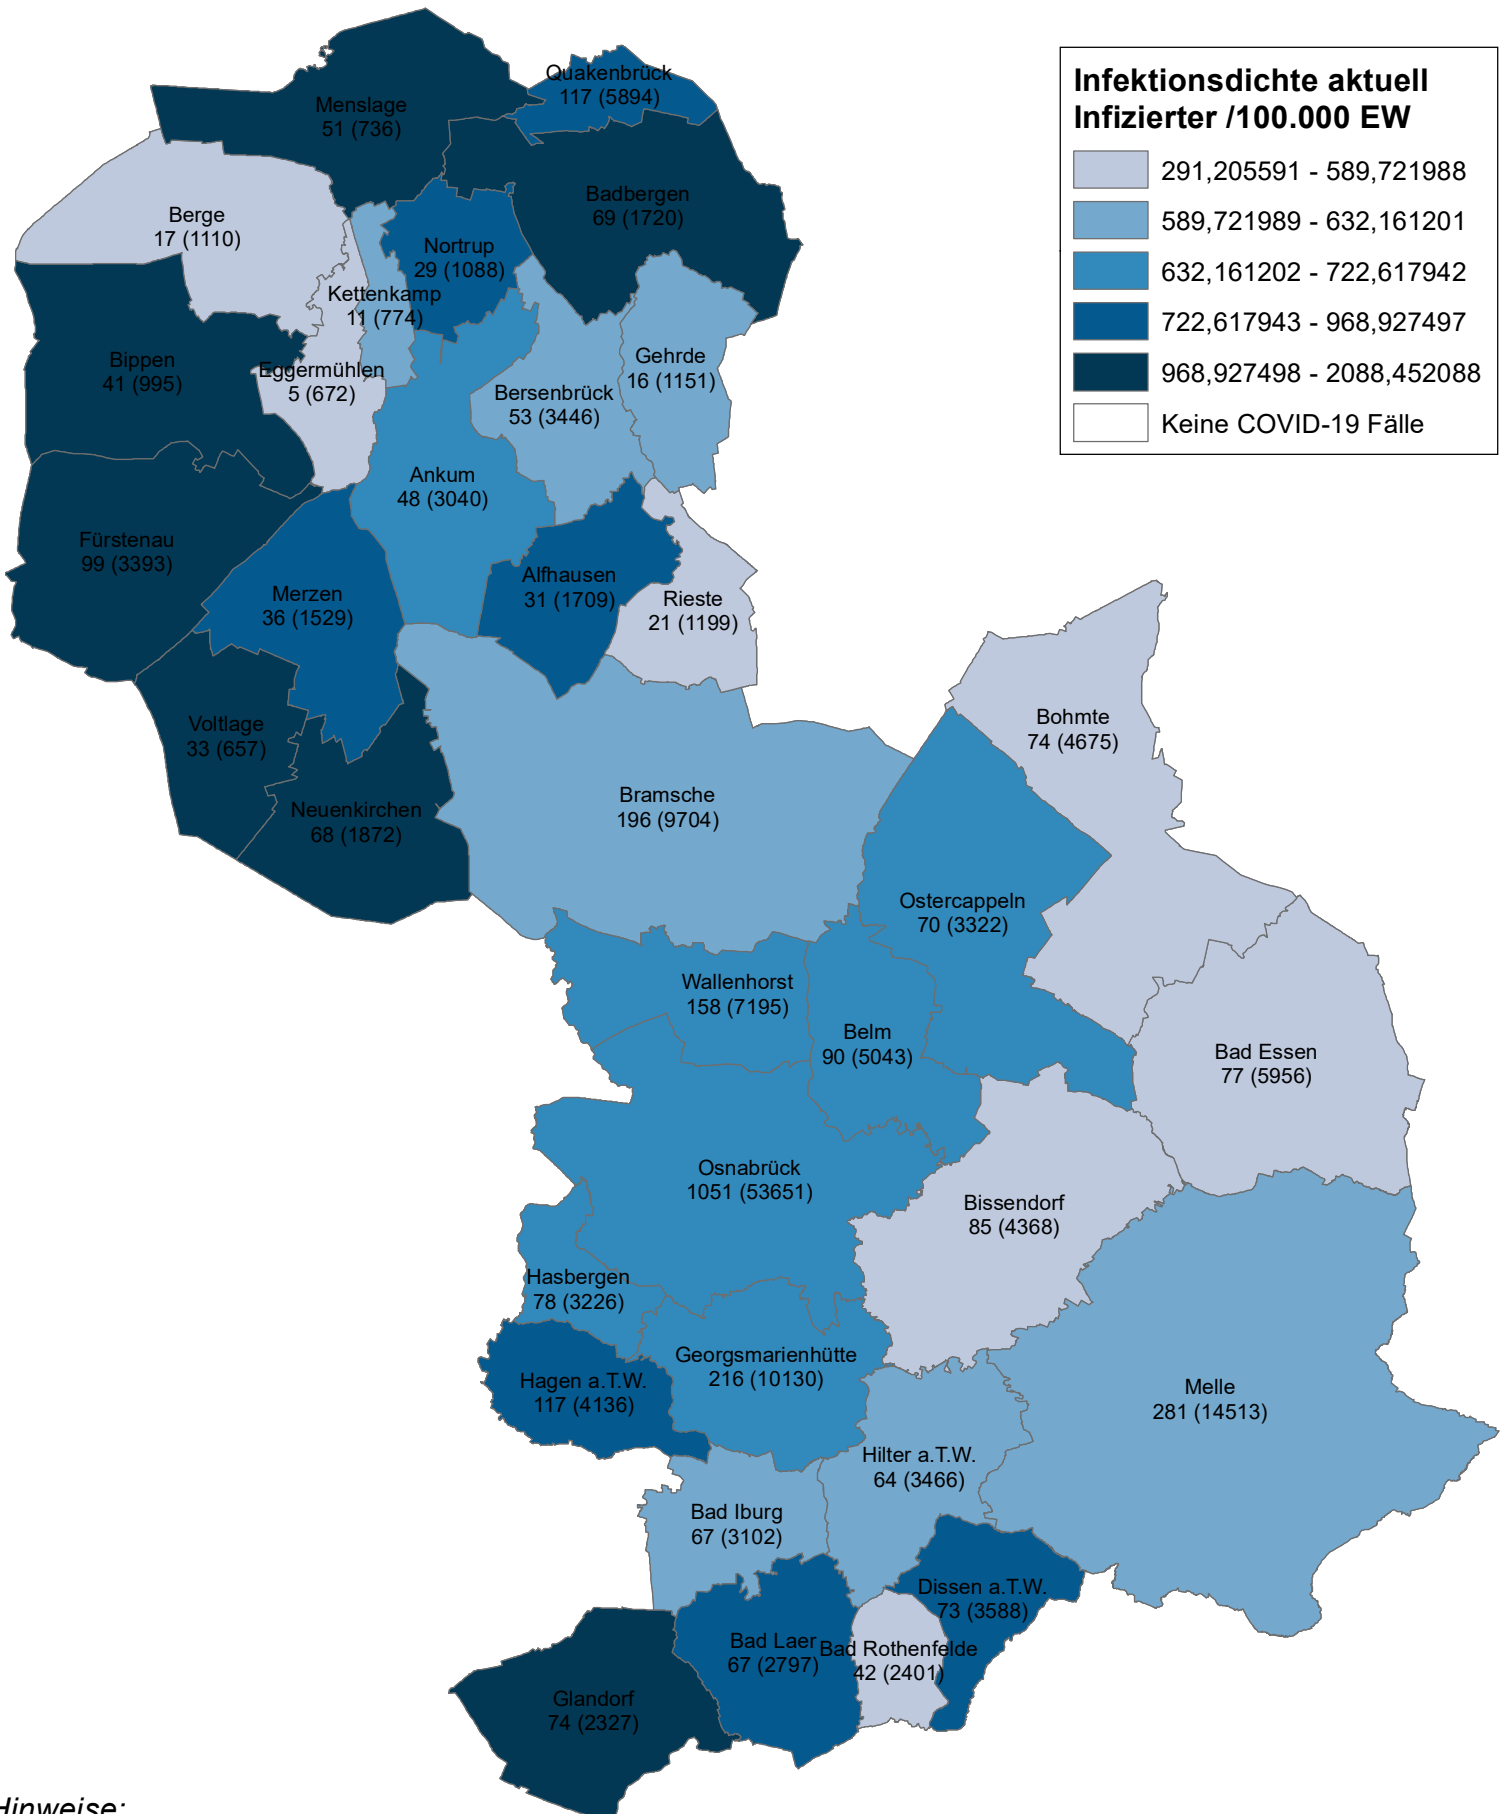 Infektionsdichte aktuell
Infizierter /100.000 EW
291,205591 - 589,721988
589,721989 - 632,161201
632,161202 - 722,617942
722,617943 - 968,927497
968,927498 - 2088,452088
Keine COVID-19 Fälle
Quakenbrück
117 (5894)
Menslage
51 (736)
Badbergen
69 (1720)
Berge
17 (1110)
Nortrup
29 (1088)
Kettenkamp
11 (774)
Bippen
41 (995)
Eggermühlen
5 (672)
Gehrde
16 (1151)
Bersenbrück
53 (3446)
Ankum
48 (3040)
Fürstenau
99 (3393)
Alfhausen
31 (1709)
Merzen
36 (1529)
Rieste
21 (1199)
Bohmte
74 (4675)
Voltlage
33 (657)
Neuenkirchen
68 (1872)
Bramsche
196 (9704)
Ostercappeln
70 (3322)
Wallenhorst
158 (7195)
Belm
90 (5043)
Bad Essen
77 (5956)
Osnabrück
1051 (53651)
Bissendorf
85 (4368)
Hasbergen
78 (3226)
Georgsmarienhütte
216 (10130)
Hagen a.T.W.
117 (4136)
Melle
281 (14513)
Hilter a.T.W.
64 (3466)
Bad Iburg
67 (3102)
Dissen a.T.W.
73 (3588)
Bad Laer
67 (2797)
Bad Rothenfelde
42 (2401)
Glandorf
74 (2327)
Hinweise: